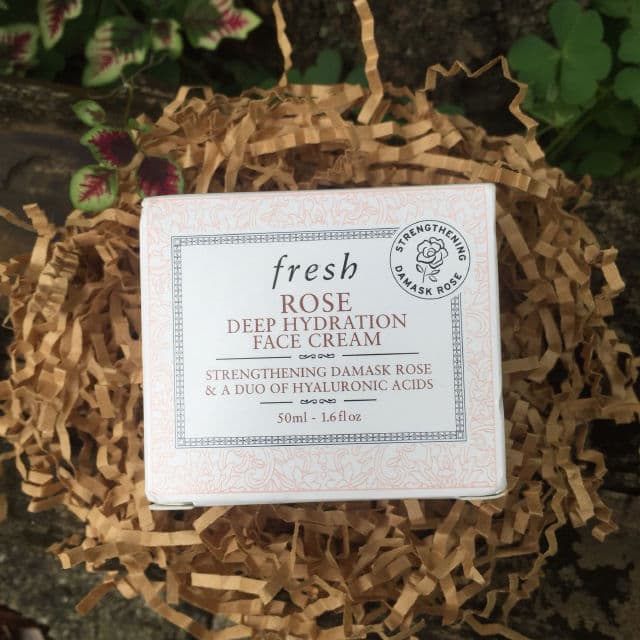 fresh
ROSE
DEEP HYDRATION
FACE CREAM
STRENGTHENING DAMASK ROSE
& A DUO OF HYALURONIC ACIDS
50ml - 1.6 fl oz
STRENGTHENING
DAMASK ROSE